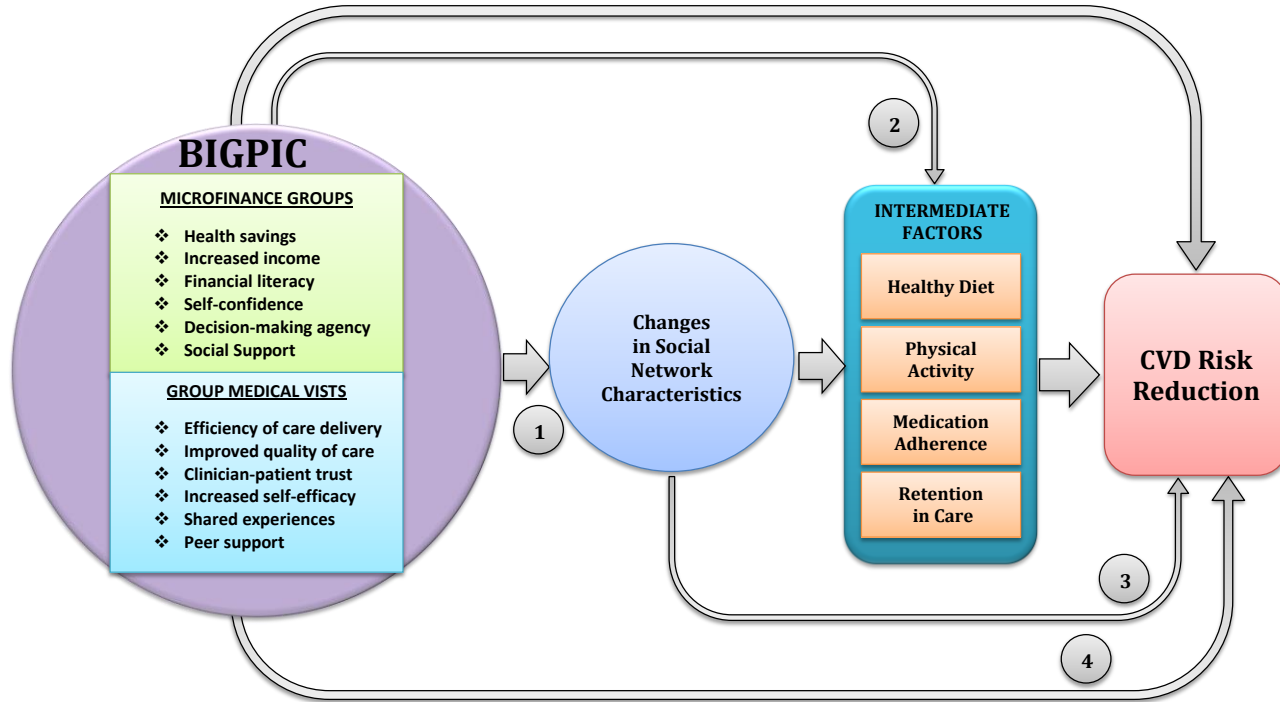 BIGPIC
MICROFINANCE GROUPS
❖ Health savings
❖ Increased income
❖ Financial literacy
❖ Self-confidence
❖ Decision-making agency
❖ Social Support
GROUP MEDICAL VISTS
❖ Efficiency of care delivery
❖ Improved quality of care
❖ Clinician-patient trust
❖ Increased self-efficacy
❖ Shared experiences
❖ Peer support
1
Changes
in Social
Network
Characteristics
2
INTERMEDIATE
FACTORS
Healthy Diet
Physical
Activity
Medication
Adherence
Retention
in Care
CVD Risk
Reduction
3
4